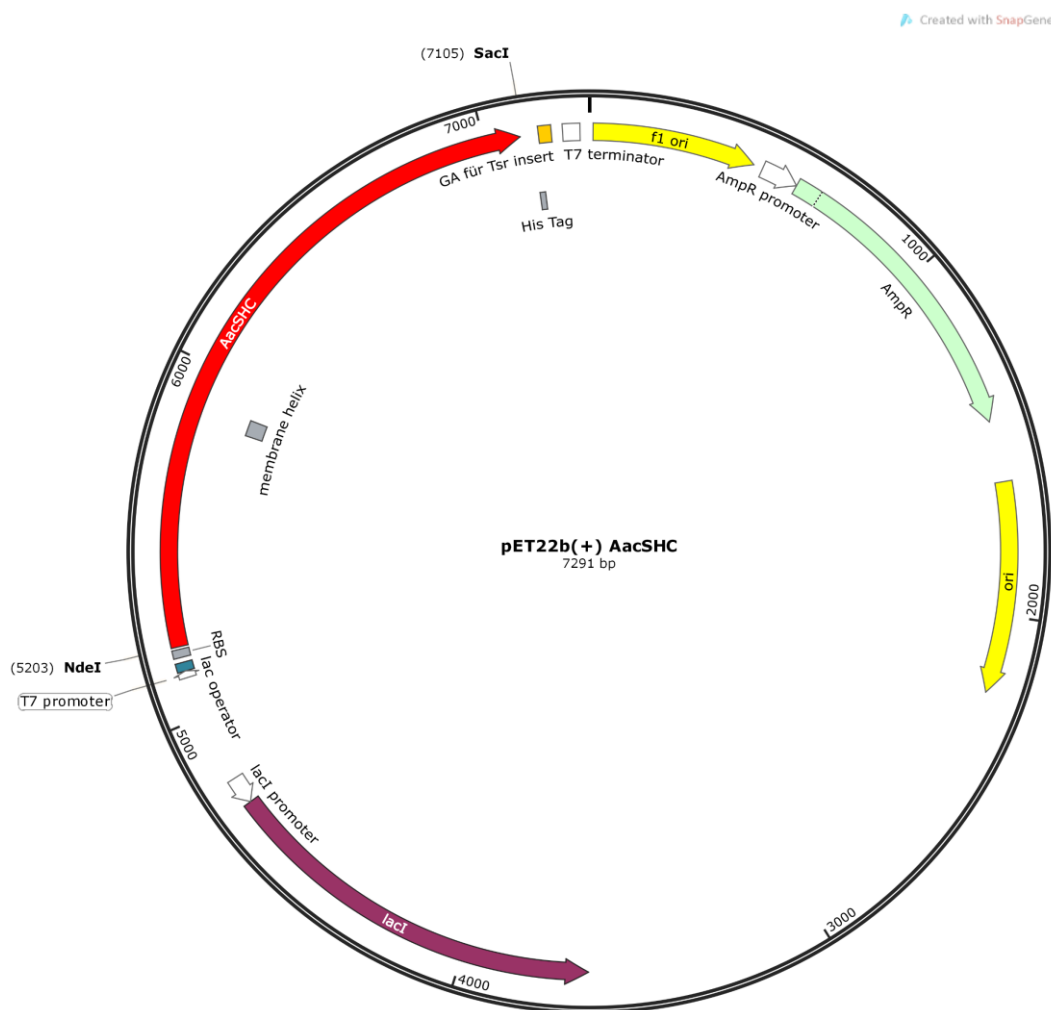 Created with SnapGene
(7105) SacI
7000
GA für Tsr insert
T7 terminator
f1 ori
AmpR promoter
His Tag
1000
AmpR
AacSHC
6000
membrane helix
pET22b(+) AacSHC
7291 bp
ori
2000
RBS
(5203) NdeI
lac operator
T7 promoter
5000
lacI promoter
lacI
3000
4000